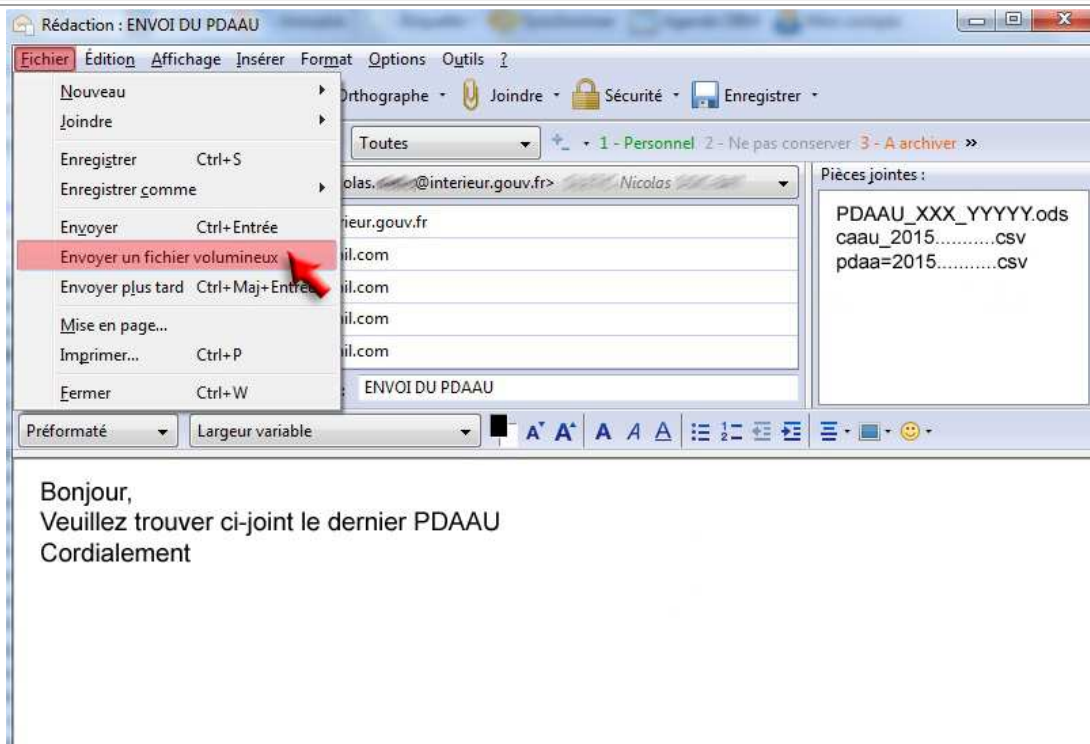 Rédaction : ENVOI DU PDAAU
Fichier Édition Affichage Insérer Format Options Outils ?
Orthographe Joindre Sécurité Enregistrer
Nouveau
Joindre
Toutes 1 - Personnel 2 - Ne pas conserver 3 - A archiver »
Enregistrer Ctrl+S
Enregistrer comme
olas. @interieur.gouv.fr> Nicolas
Pièces jointes :
PDAAU_XXX_YYYYY.ods
caau_2015...........csv
pdaa=2015...........csv
Envoyer Ctrl+Entrée
rieur.gouv.fr
Envoyer un fichier volumineux
il.com
Envoyer plus tard Ctrl+Maj+Entrée
il.com
Mise en page...
il.com
Imprimer... Ctrl+P
il.com
Fermer Ctrl+W
: ENVOI DU PDAAU
Préformaté Largeur variable
Bonjour,
Veuillez trouver ci-joint le dernier PDAAU
Cordialement